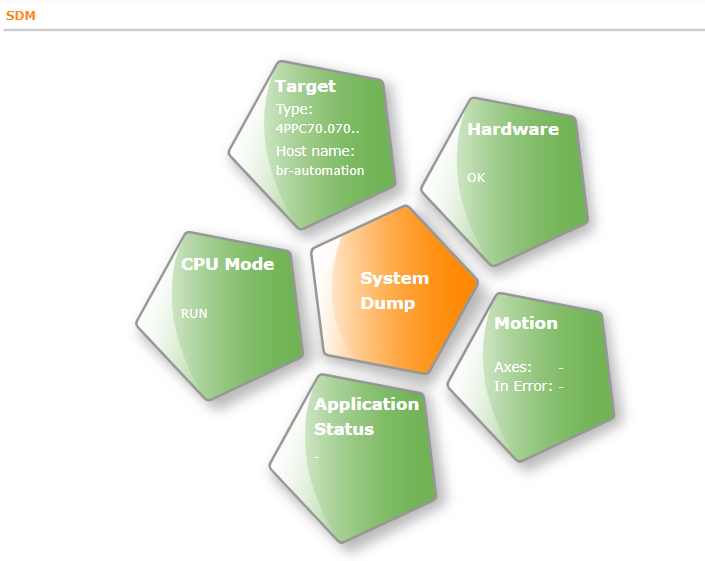 SDM
Target
Type:
4PPC70.070..
Host name:
br-automation
Hardware
OK
CPU Mode
RUN
System
Dump
Motion
Axes: -
In Error: -
Application
Status
-